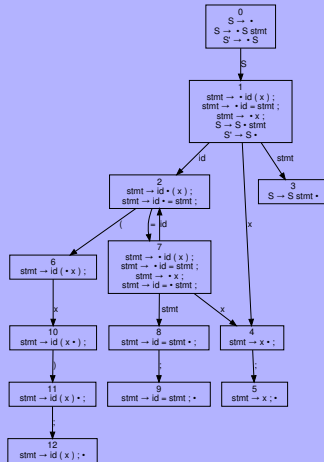 0
S → •
S → • S stmt
S' → • S
S
1
stmt → • id ( x ) ;
stmt → • id = stmt ;
stmt → • x ;
S → S • stmt
S' → S •
id
stmt
2
stmt → id • ( x ) ;
stmt → id • = stmt ;
3
S → S stmt •
(
= id
x
7
stmt → • id ( x ) ;
stmt → • id = stmt ;
stmt → • x ;
stmt → id = • stmt ;
6
stmt → id ( • x ) ;
x
stmt
x
10
stmt → id ( x • ) ;
8
stmt → id = stmt • ;
4
stmt → x • ;
)
;
;
11
stmt → id ( x ) • ;
9
stmt → id = stmt ; •
5
stmt → x ; •
;
12
stmt → id ( x ) ; •